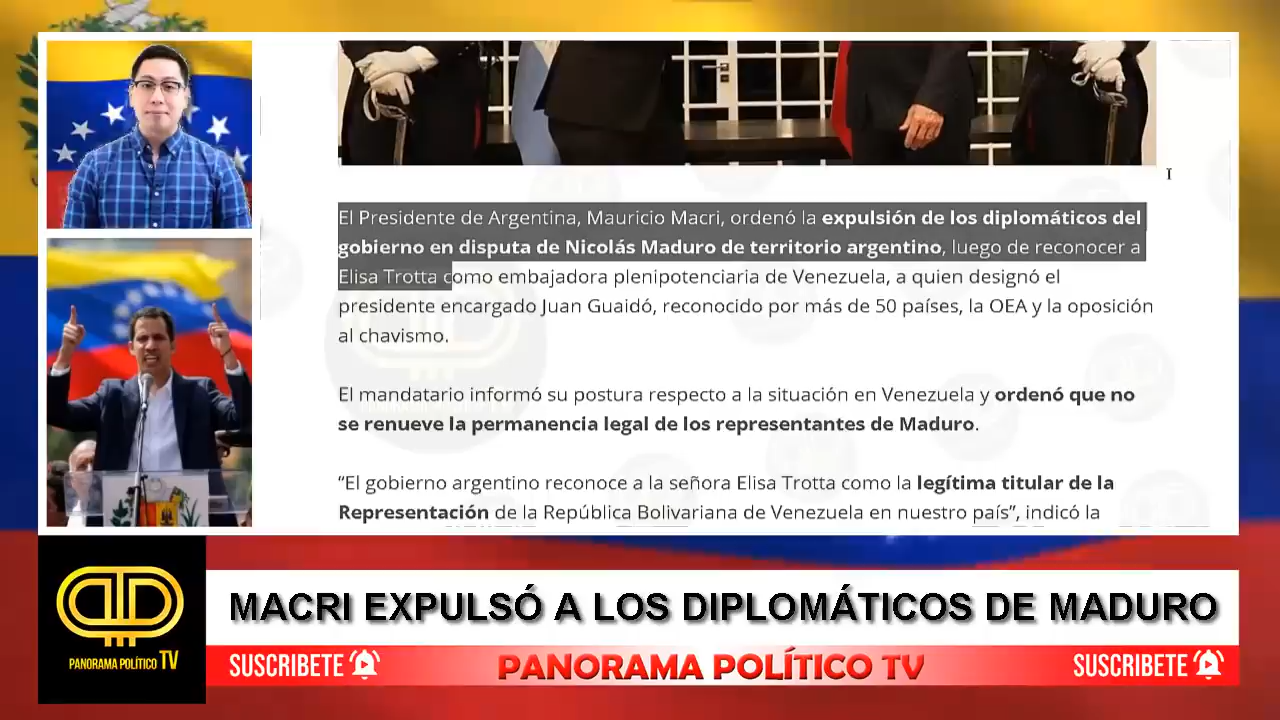 El Presidente de Argentina, Mauricio Macri, ordenó la expulsión de los diplomáticos del
gobierno en disputa de Nicolás Maduro de territorio argentino, luego de reconocer a
Elisa Trotta como embajadora plenipotenciaria de Venezuela, a quien designó el
presidente encargado Juan Guaidó, reconocido por más de 50 países, la OEA y la oposición
al chavismo.
El mandatario informó su postura respecto a la situación en Venezuela y ordenó que no
se renueve la permanencia legal de los representantes de Maduro.
“El gobierno argentino reconoce a la señora Elisa Trotta como la legítima titular de la
Representación de la República Bolivariana de Venezuela en nuestro país”, indicó la
MACRI EXPULSÓ A LOS DIPLOMÁTICOS DE MADURO
PANORAMA POLÍTICO TV
SUSCRIBETE
PANORAMA POLÍTICO TV
SUSCRIBETE